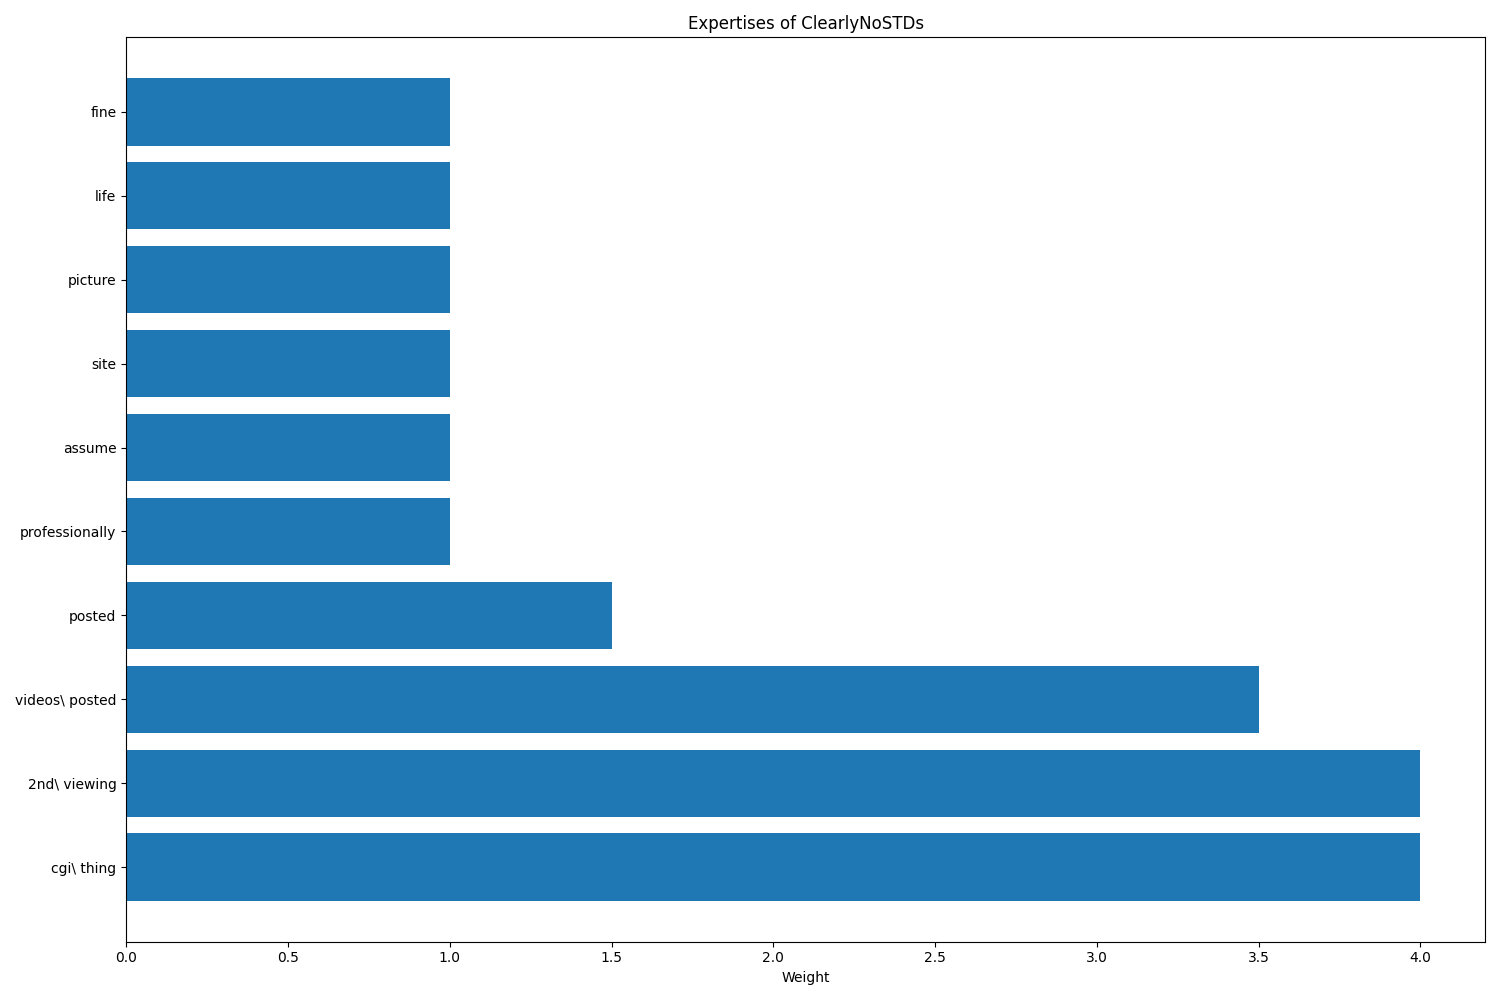 Expertises of ClearlyNoSTDs
fine
life
picture
site
assume
professionally
posted
videos\ posted
2nd\ viewing
cgi\ thing
0.0 0.5 1.0 1.5 2.0 2.5 3.0 3.5 4.0
Weight